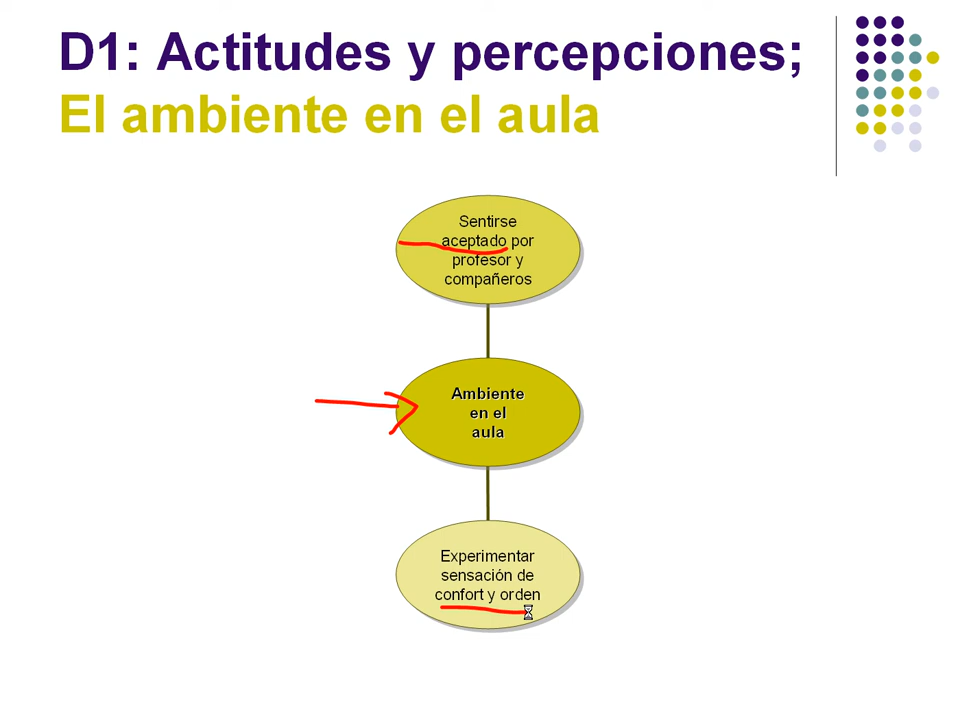 D1: Actitudes y percepciones;
El ambiente en el aula
Sentirse
aceptado por
profesor y
compañeros
Ambiente
en el
aula
Experimentar
sensación de
confort y orden